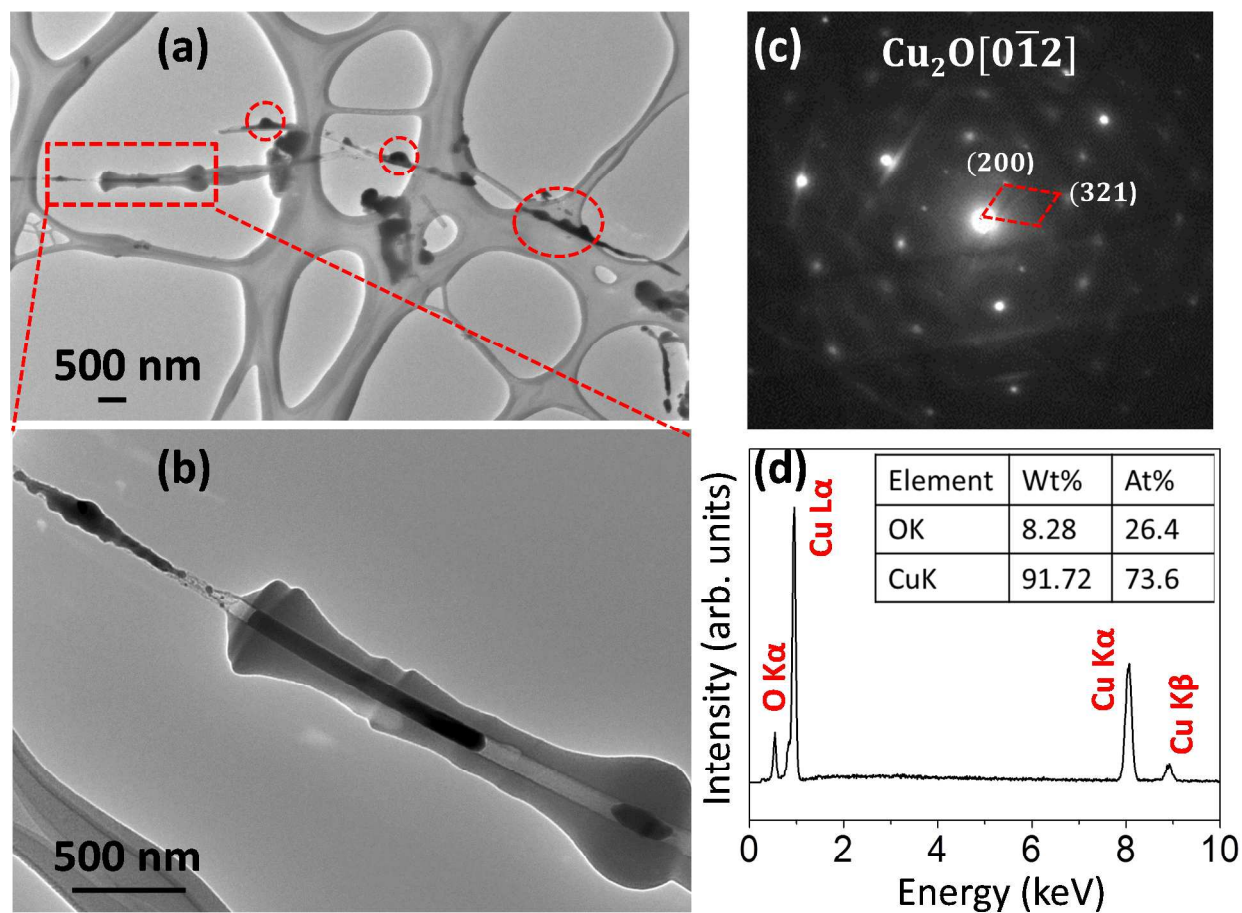 (a)
500 nm
(b)
500 nm
(c)
Cu₂O[01̅2]
(200)
(321)
(d)
Element Wt% At%
OK 8.28 26.4
CuK 91.72 73.6
O Kα
Cu Lα
Cu Kα
Cu Kβ
Intensity (arb. units)
0 2 4 6 8 10
Energy (keV)